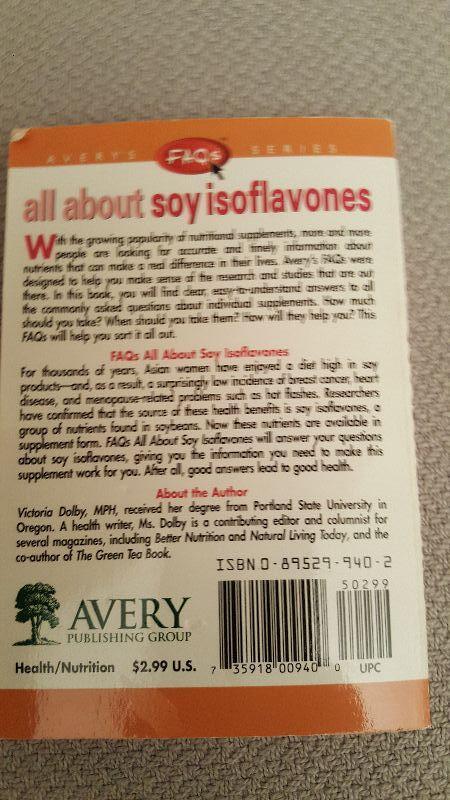 AVERY'S FAQs SERIES
all about soy isoflavones
With the growing popularity of nutritional supplements, more and more
people are looking for accurate and timely information about
nutrients that can make a real difference in their lives. Avery's FAQs were
designed to help you make sense of the research and studies that are out
there. In this book, you will find clear, easy-to-understand answers to all
the commonly asked questions about individual supplements. How much
should you take? When should you take them? How will they help you? This
FAQs will help you sort it all out.
FAQs All About Soy Isoflavones
For thousands of years, Asian women have enjoyed a diet high in soy
products—and, as a result, a surprisingly low incidence of breast cancer, heart
disease, and menopause-related problems such as hot flashes. Researchers
have confirmed that the source of these health benefits is soy isoflavones, a
group of nutrients found in soybeans. Now these nutrients are available in
supplement form. FAQs All About Soy Isoflavones will answer your questions
about soy isoflavones, giving you the information you need to make this
supplement work for you. After all, good answers lead to good health.
About the Author
Victoria Dolby, MPH, received her degree from Portland State University in
Oregon. A health writer, Ms. Dolby is a contributing editor and columnist for
several magazines, including Better Nutrition and Natural Living Today, and the
co-author of The Green Tea Book.
ISBN 0-89529-940-2
50299
AVERY
PUBLISHING GROUP
Health/Nutrition $2.99 U.S.
7 35918 00940 0 UPC